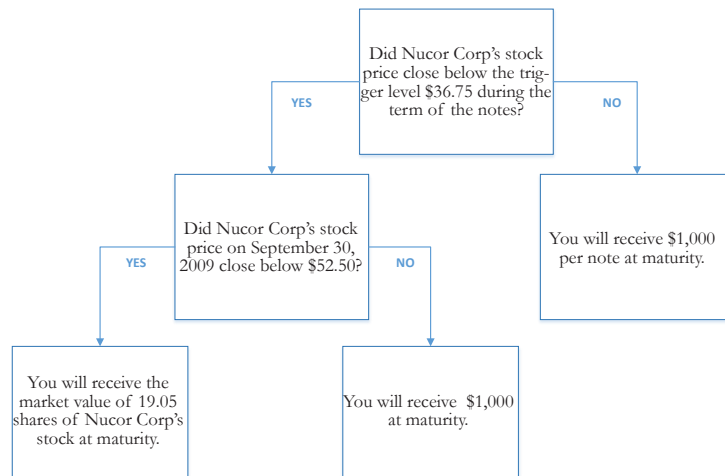 Did Nucor Corp's stock
price close below the trig-
ger level $36.75 during the
term of the notes?
YES
NO
Did Nucor Corp's stock
price on September 30,
2009 close below $52.50?
You will receive $1,000
per note at maturity.
YES
NO
You will receive the
market value of 19.05
shares of Nucor Corp's
stock at maturity.
You will receive $1,000
at maturity.